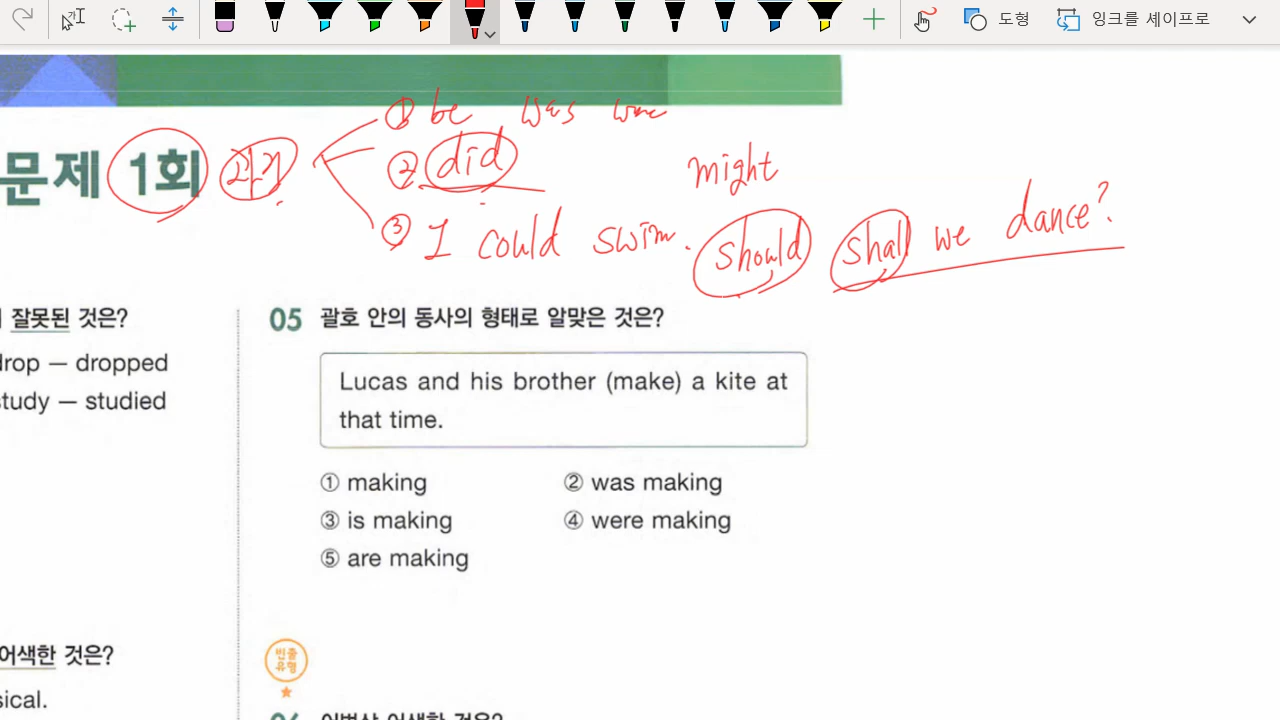 도형
잉크를 셰이프로
① be was were
문제 1회 과거
② did
might
③ I could swim. should shall we dance?
잘못된 것은?
drop — dropped
study — studied
05 괄호 안의 동사의 형태로 알맞은 것은?
Lucas and his brother (make) a kite at
that time.
① making ② was making
③ is making ④ were making
⑤ are making
어색한 것은?
sical.
빈출
유형